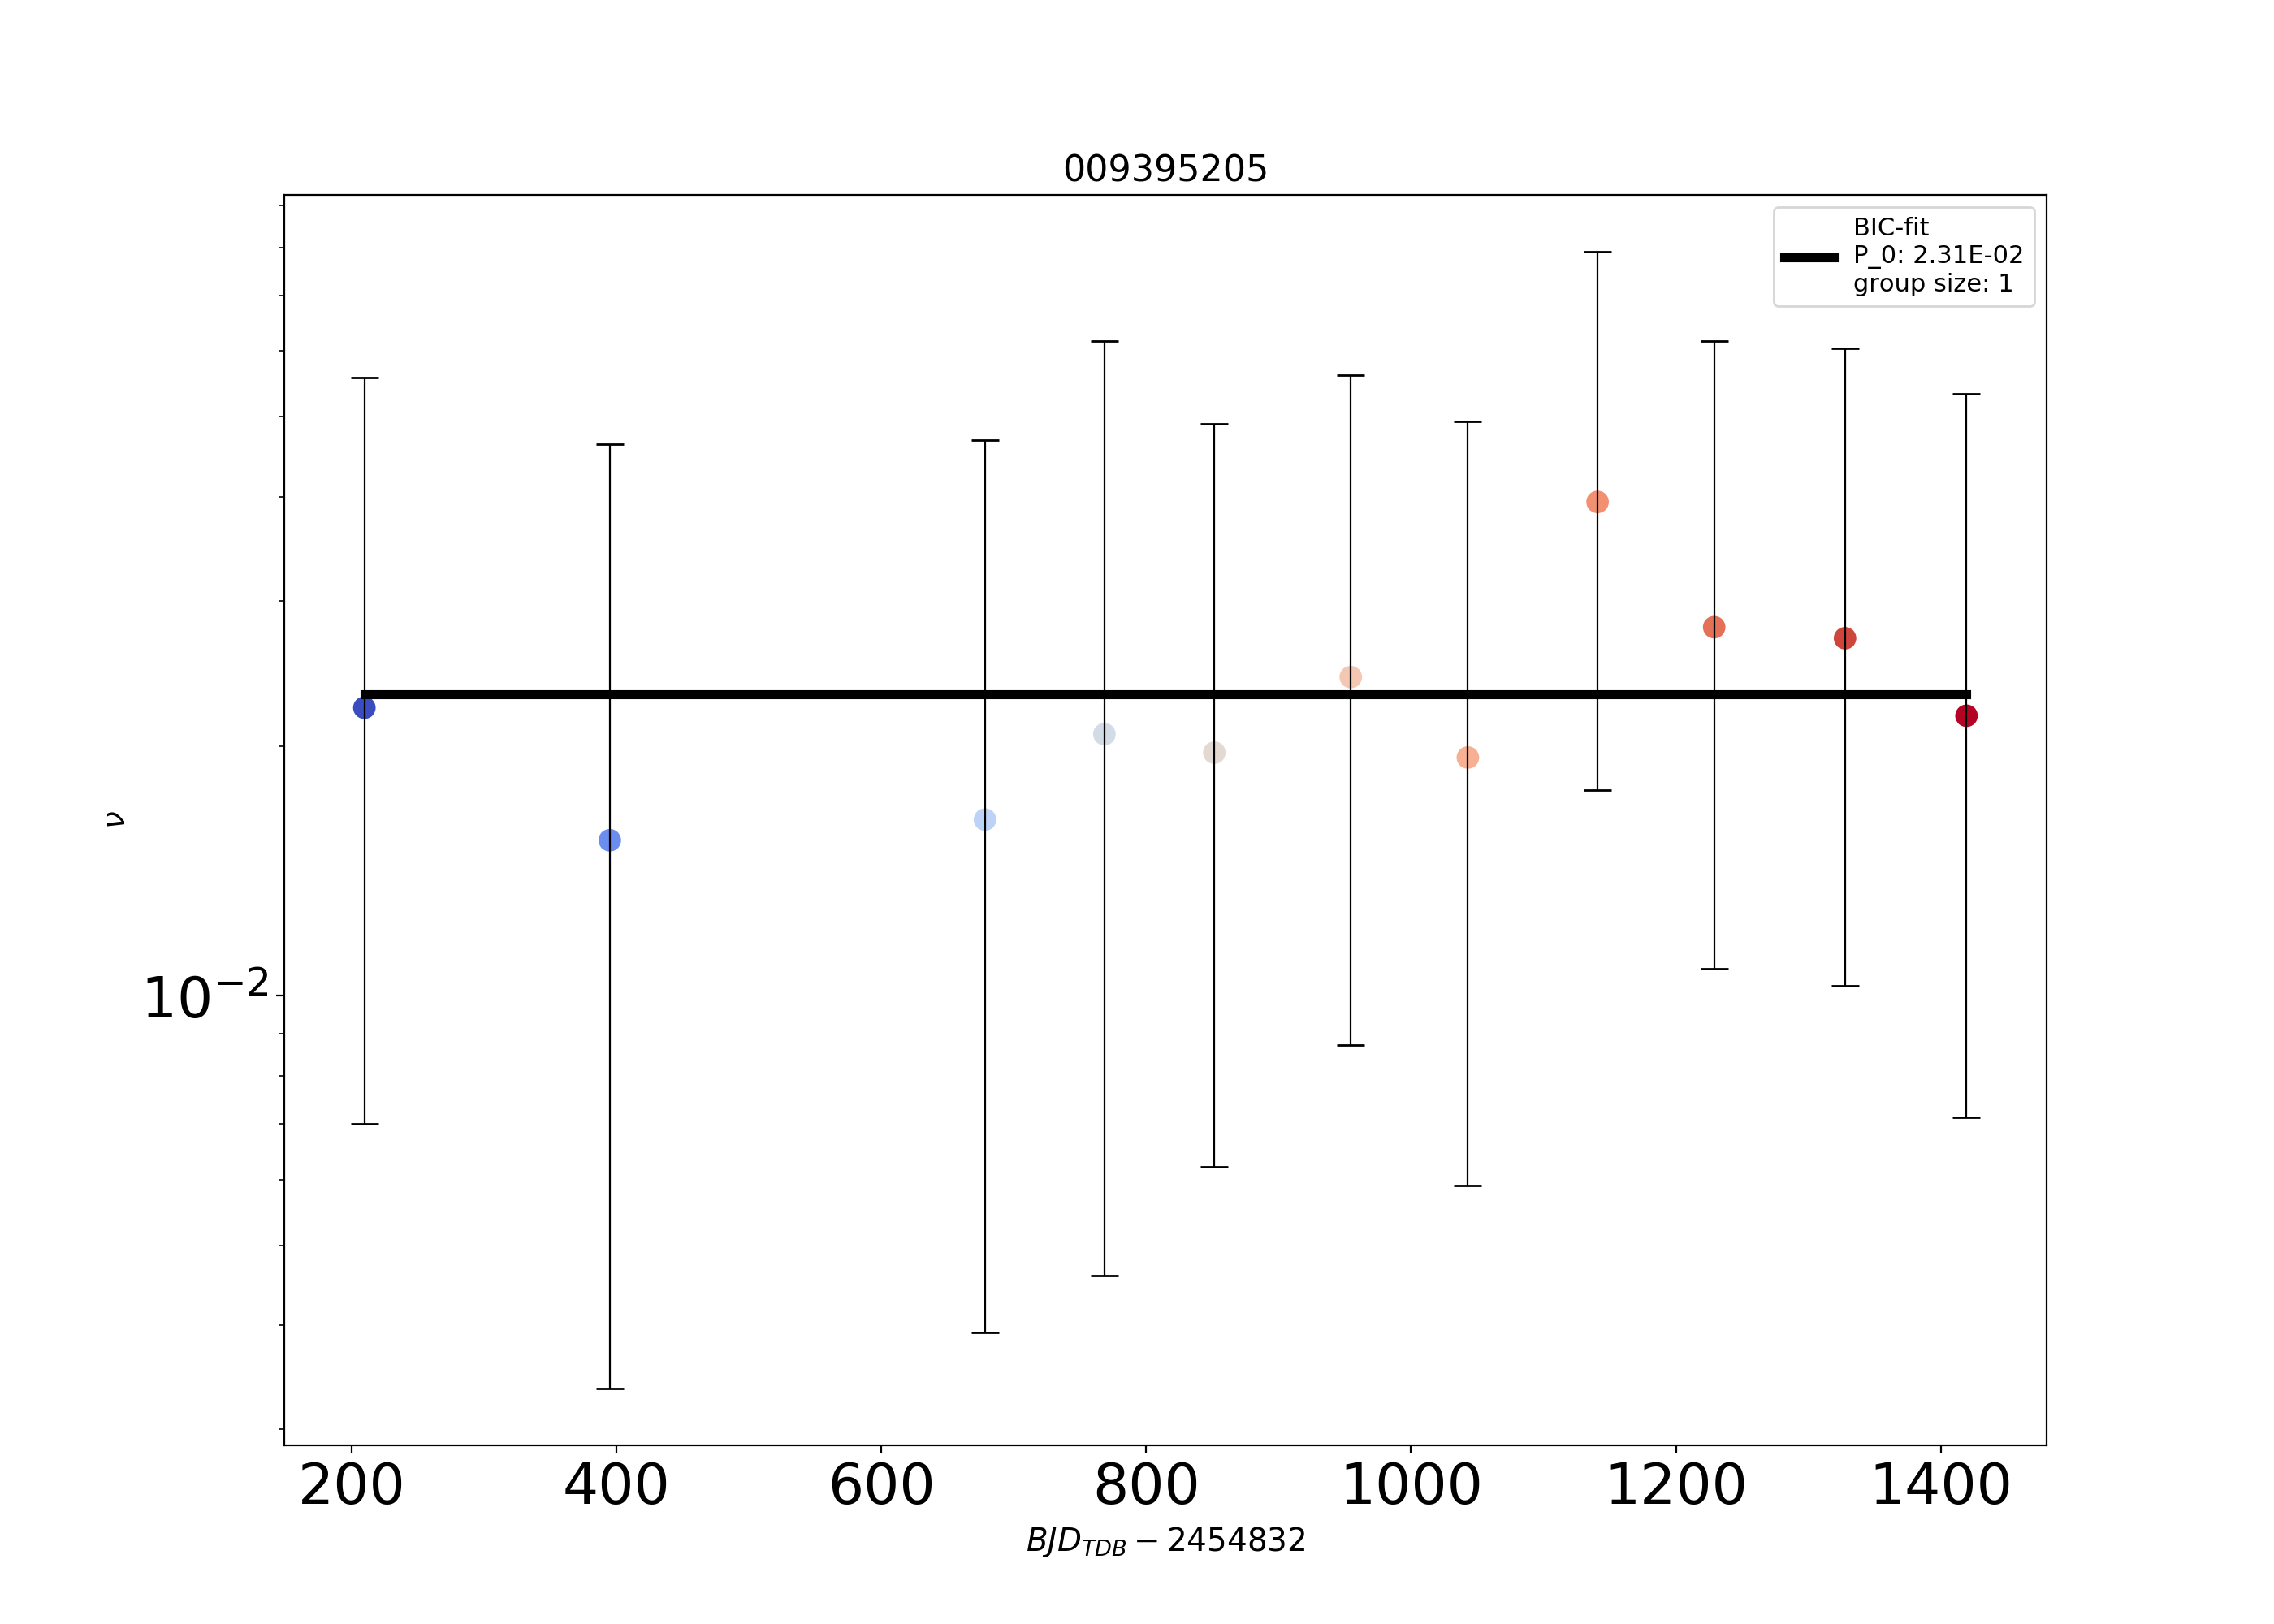 009395205
BIC-fit
P_0: 2.31E-02
group size: 1
ν
10⁻²
200 400 600 800 1000 1200 1400
BJD_TDB − 2454832